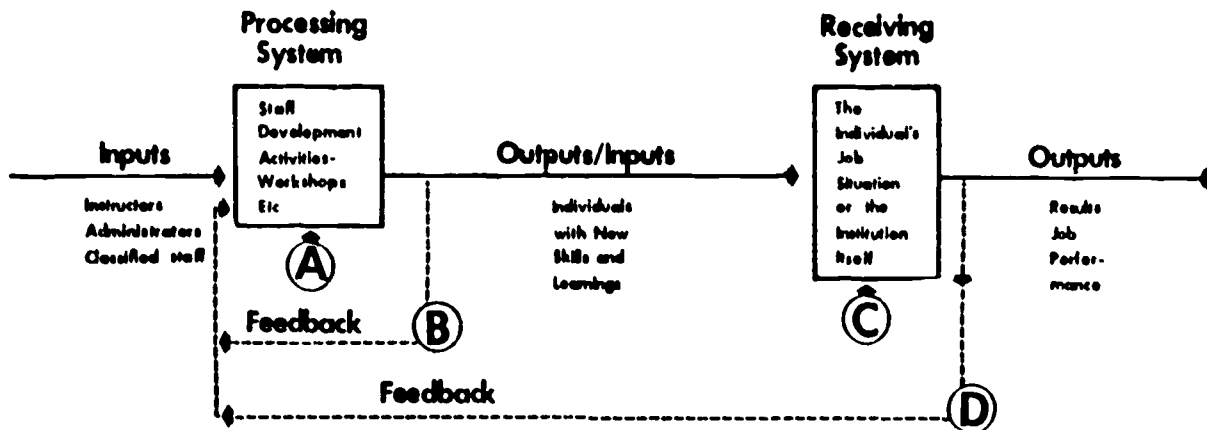 Processing
System
Receiving
System
Inputs
Instructors
Administrators
Classified staff
Staff
Development
Activities-
Workshops
Etc
A
Outputs/Inputs
Individuals
with New
Skills and
Learnings
The
Individual's
Job
Situation
or the
Institution
Itself
C
Outputs
Results
Job
Perfor-
mance
Feedback
B
Feedback
D